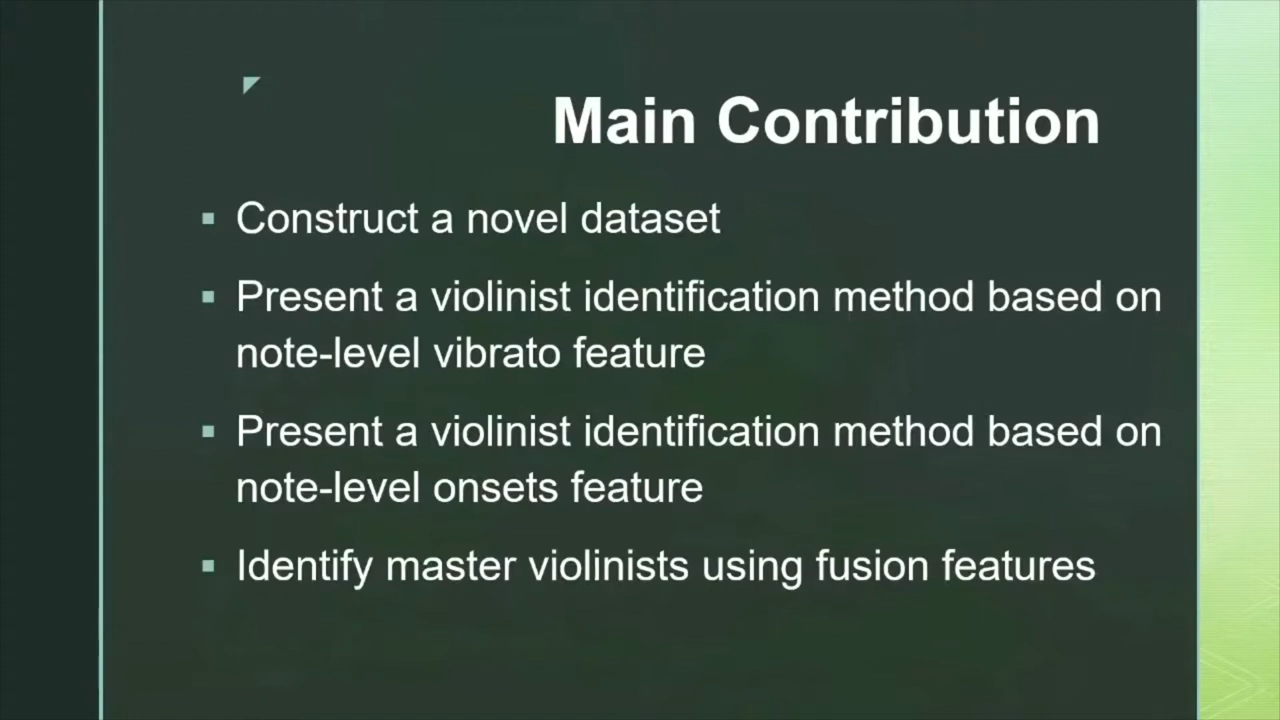 Main Contribution
▪ Construct a novel dataset
▪ Present a violinist identification method based on
note-level vibrato feature
▪ Present a violinist identification method based on
note-level onsets feature
▪ Identify master violinists using fusion features